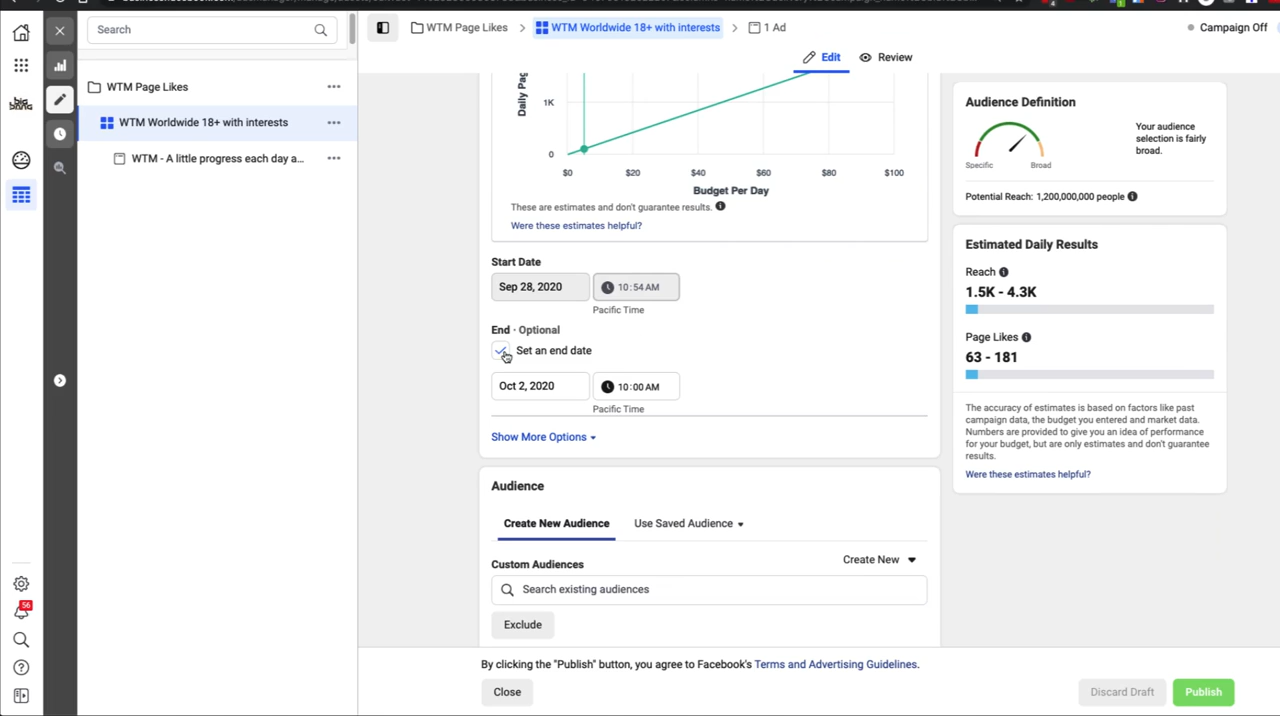 Search
WTM Page Likes
WTM Worldwide 18+ with interests
WTM - A little progress each day a...
56
WTM Page Likes
WTM Worldwide 18+ with interests
1 Ad
Campaign Off
Edit
Review
Daily Pag
1K
0
$0 $20 $40 $60 $80 $100
Budget Per Day
These are estimates and don't guarantee results.
Were these estimates helpful?
Start Date
Sep 28, 2020
10:54 AM
Pacific Time
End · Optional
Set an end date
Oct 2, 2020
10:00 AM
Pacific Time
Show More Options
Audience
Create New Audience
Use Saved Audience
Custom Audiences
Create New
Search existing audiences
Exclude
By clicking the "Publish" button, you agree to Facebook's Terms and Advertising Guidelines.
Close
Discard Draft
Publish
Audience Definition
Specific
Broad
Your audience
selection is fairly
broad.
Potential Reach: 1,200,000,000 people
Estimated Daily Results
Reach
1.5K - 4.3K
Page Likes
63 - 181
The accuracy of estimates is based on factors like past
campaign data, the budget you entered and market data.
Numbers are provided to give you an idea of performance
for your budget, but are only estimates and don't guarantee
results.
Were these estimates helpful?